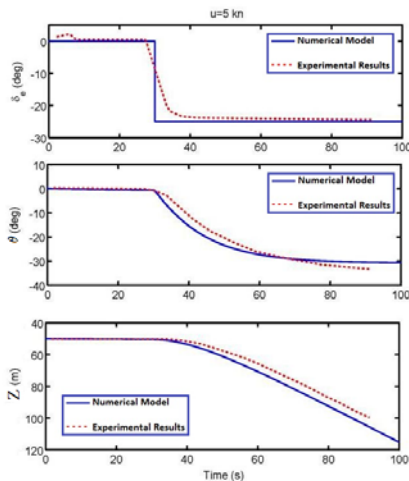 u=5 kn
0
-10
-20
-30
δe (deg)
Numerical Model
Experimental Results
0 20 40 60 80 100
10
0
-10
-20
-30
-40
θ (deg)
Numerical Model
Experimental Results
0 20 40 60 80 100
40
60
80
100
120
Z (m)
Numerical Model
Experimental Results
0 20 40 60 80 100
Time (s)